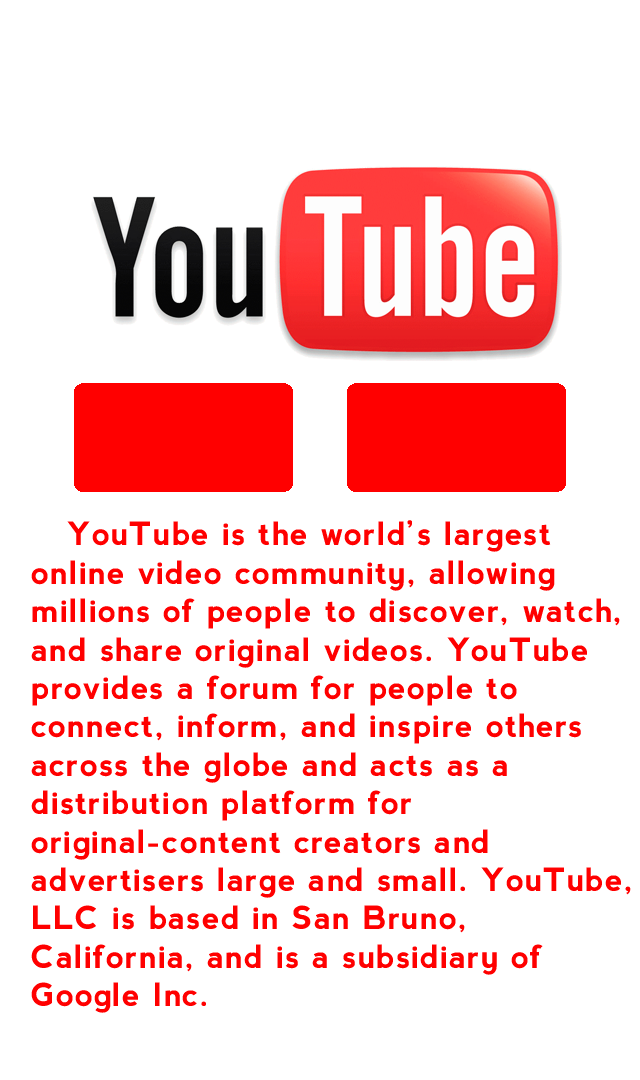 YouTube
YouTube is the world's largest
online video community, allowing
millions of people to discover, watch,
and share original videos. YouTube
provides a forum for people to
connect, inform, and inspire others
across the globe and acts as a
distribution platform for
original-content creators and
advertisers large and small. YouTube,
LLC is based in San Bruno,
California, and is a subsidiary of
Google Inc.